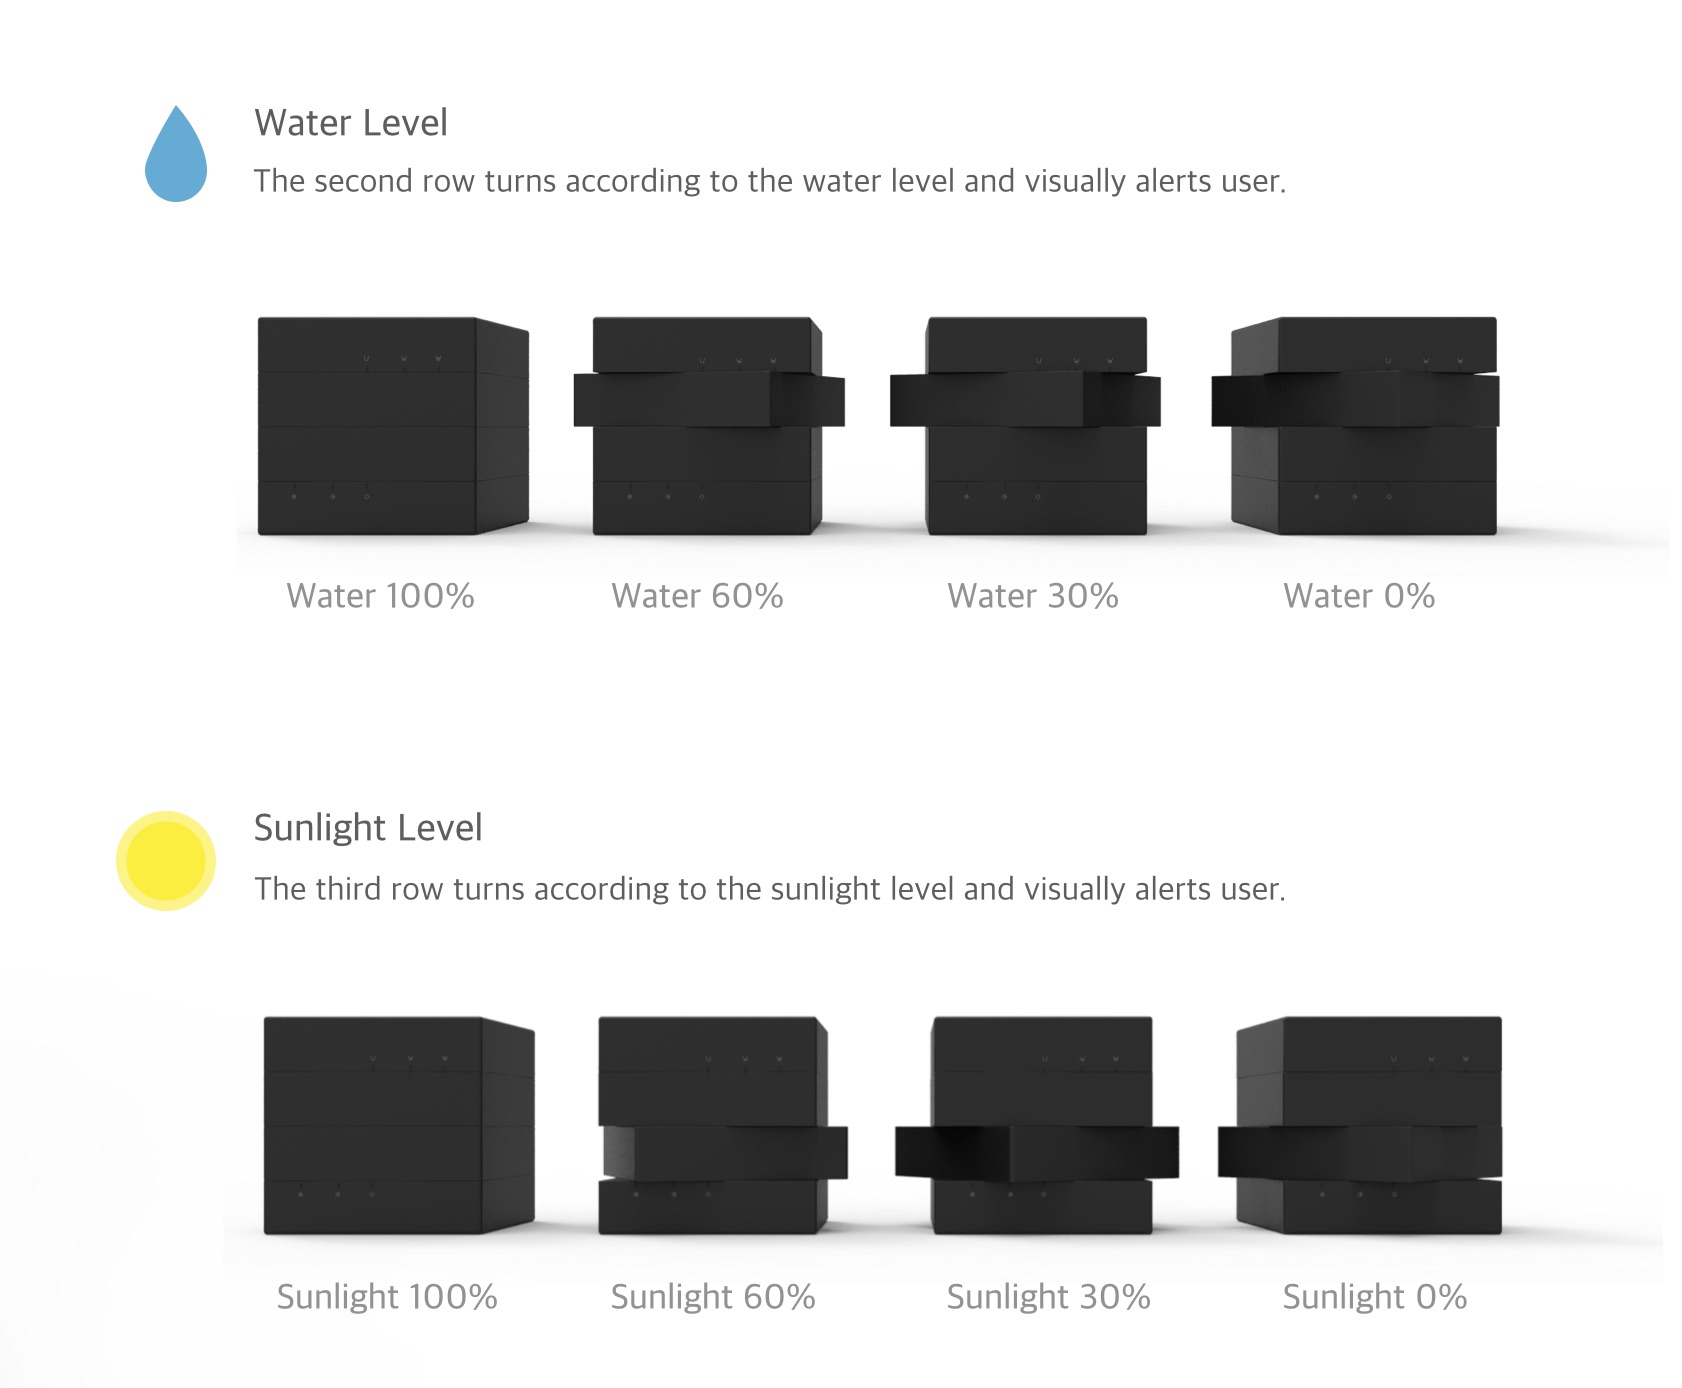 Water Level
The second row turns according to the water level and visually alerts user.
Water 100%
Water 60%
Water 30%
Water 0%
Sunlight Level
The third row turns according to the sunlight level and visually alerts user.
Sunlight 100%
Sunlight 60%
Sunlight 30%
Sunlight 0%